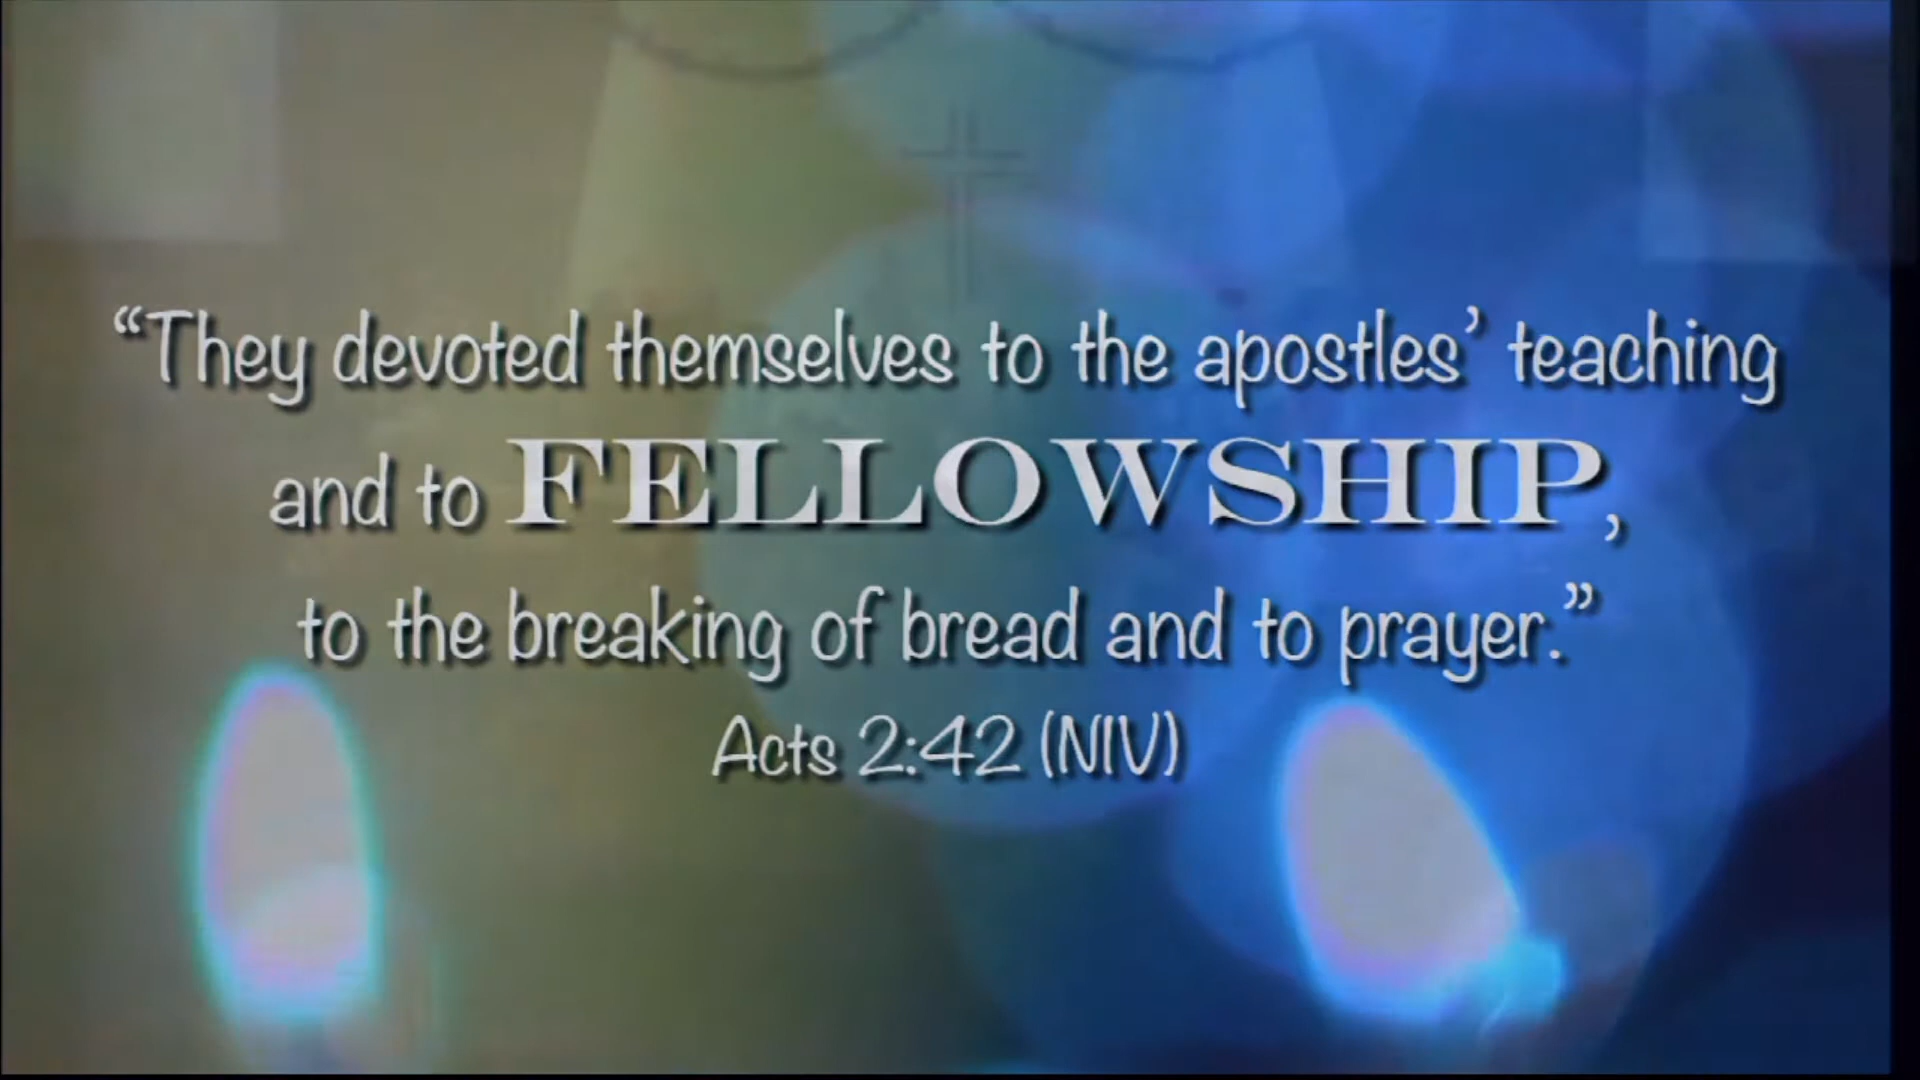 “They devoted themselves to the apostles’ teaching
and to FELLOWSHIP,
to the breaking of bread and to prayer.”
Acts 2:42 (NIV)